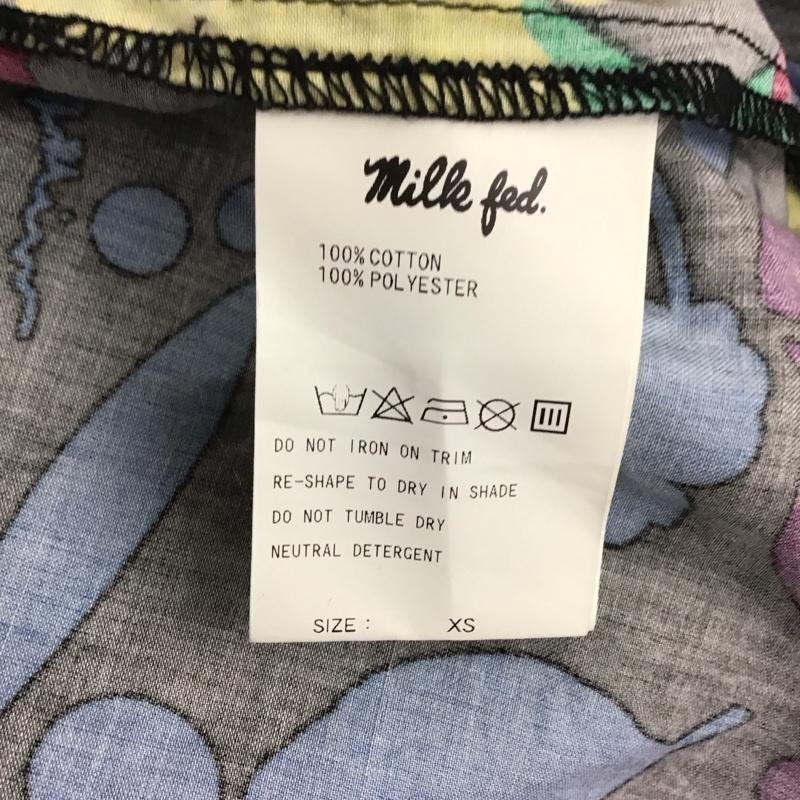 Milk fed.
100% COTTON
100% POLYESTER
DO NOT IRON ON TRIM
RE-SHAPE TO DRY IN SHADE
DO NOT TUMBLE DRY
NEUTRAL DETERGENT
SIZE : XS